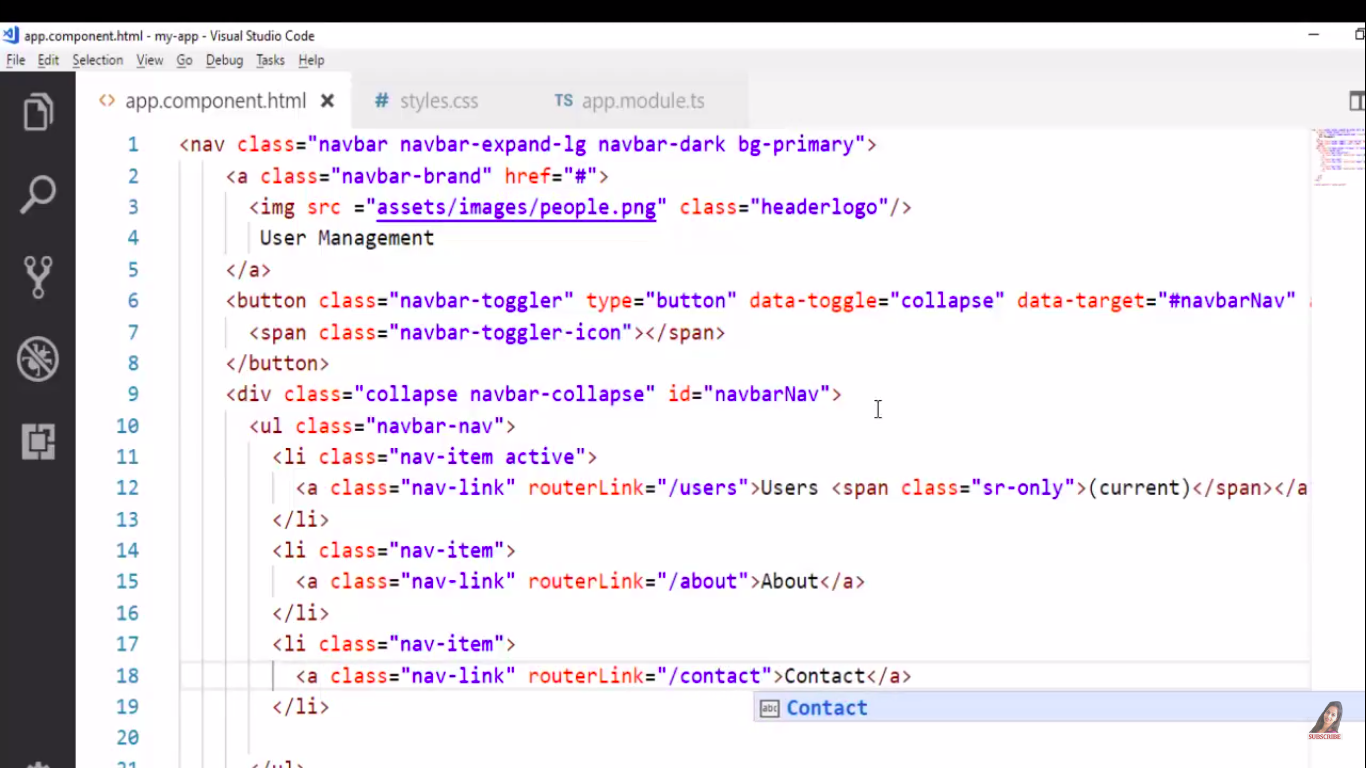 app.component.html - my-app - Visual Studio Code
File Edit Selection View Go Debug Tasks Help
<> app.component.html # styles.css TS app.module.ts
1 <nav class="navbar navbar-expand-lg navbar-dark bg-primary">
2 <a class="navbar-brand" href="#">
3 <img src ="assets/images/people.png" class="headerlogo"/>
4 User Management
5 </a>
6 <button class="navbar-toggler" type="button" data-toggle="collapse" data-target="#navbarNav"
7 <span class="navbar-toggler-icon"></span>
8 </button>
9 <div class="collapse navbar-collapse" id="navbarNav">
10 <ul class="navbar-nav">
11 <li class="nav-item active">
12 <a class="nav-link" routerLink="/users">Users <span class="sr-only">(current)</span></a
13 </li>
14 <li class="nav-item">
15 <a class="nav-link" routerLink="/about">About</a>
16 </li>
17 <li class="nav-item">
18 <a class="nav-link" routerLink="/contact">Contact</a>
abc Contact
19 </li>
20
21 </ul>
SUBSCRIBE